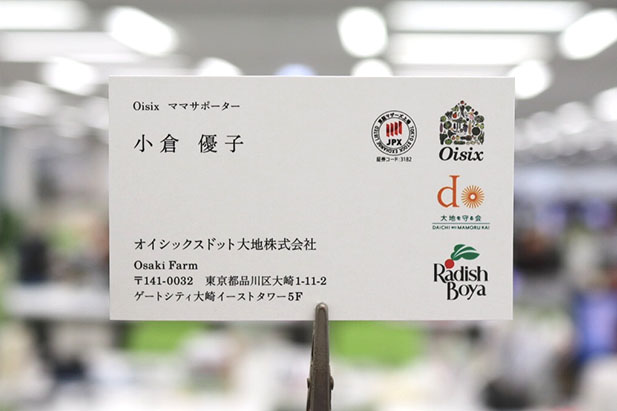 Oisix ママサポーター
小倉 優子
JPX
証券コード:3182
Oisix
do
大地を守る会
DAICHI WO MAMORU KAI
Radish
Boya
オイシックスドット大地株式会社
Osaki Farm
〒141-0032 東京都品川区大崎1-11-2
ゲートシティ大崎イーストタワー5F